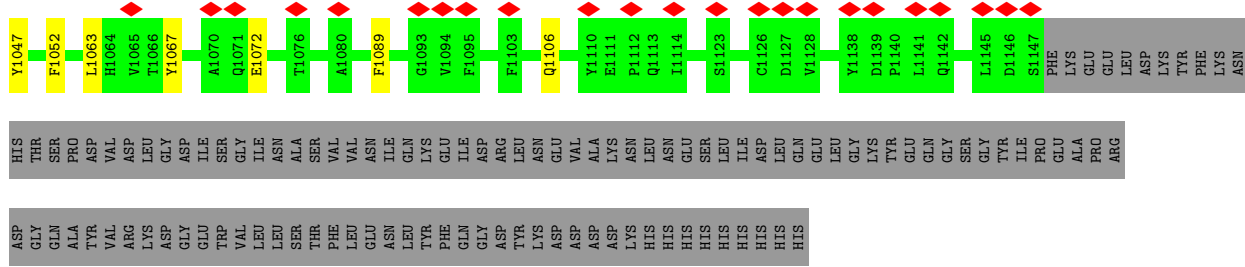 Y1047 F1052 L1063 H1064 V1065 T1066 Y1067 A1070 Q1071 E1072 T1076 A1080 F1089 G1093 V1094 F1095 F1103 Q1106 Y1110 E1111 P1112 Q1113 I1114 S1123 C1126 D1127 V1128 Y1138 D1139 P1140 L1141 Q1142 L1145 D1146 S1147 PHE LYS GLU GLU LEU ASP LYS TYR PHE LYS ASN
HIS THR SER PRO ASP VAL ASP LEU GLY ASP ILE SER GLY ILE ASN ALA SER VAL VAL ASN ILE GLN LYS GLU ILE ASP ARG LEU ASN GLU VAL ALA LYS ASN LEU ASN GLU SER LEU ILE ASP LEU GLN GLU LEU GLY LYS TYR GLU GLN GLY SER GLY TYR ILE PRO GLU ALA PRO ARG
ASP GLY GLN ALA TYR VAL ARG LYS ASP GLY GLU TRP VAL LEU LEU SER THR PHE LEU GLU ASN LEU TYR PHE GLN GLY ASP TYR LYS ASP ASP ASP ASP LYS HIS HIS HIS HIS HIS HIS HIS HIS